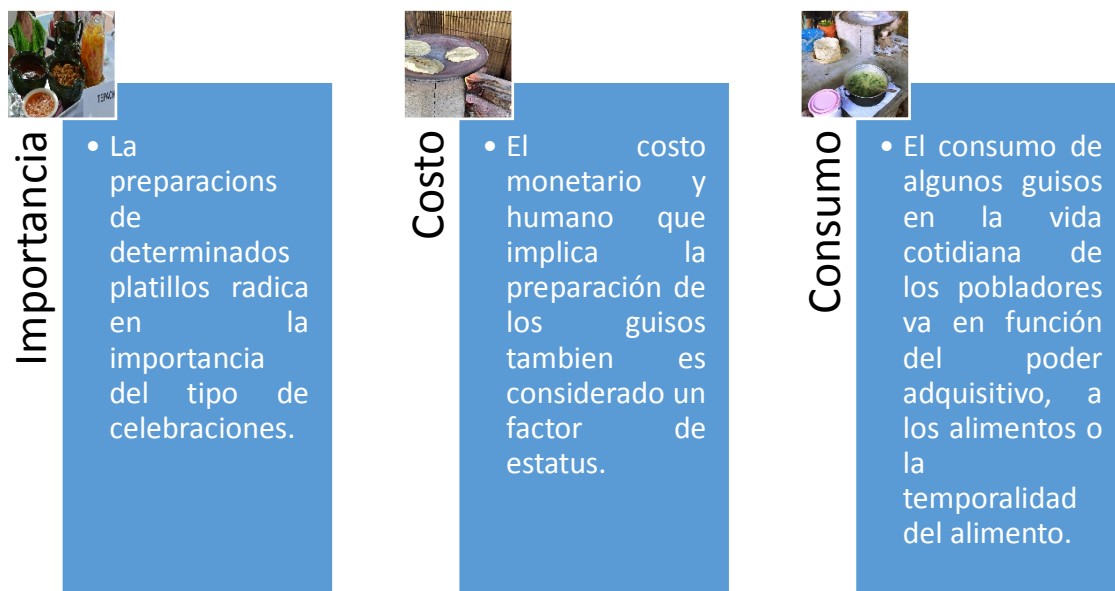 Importancia
• La
preparacions
de
determinados
platillos radica
en la
importancia
del tipo de
celebraciones.
Costo
• El costo
monetario y
humano que
implica la
preparación de
los guisos
tambien es
considerado un
factor de
estatus.
Consumo
• El consumo de
algunos guisos
en la vida
cotidiana de
los pobladores
va en función
del poder
adquisitivo, a
los alimentos o
la
temporalidad
del alimento.